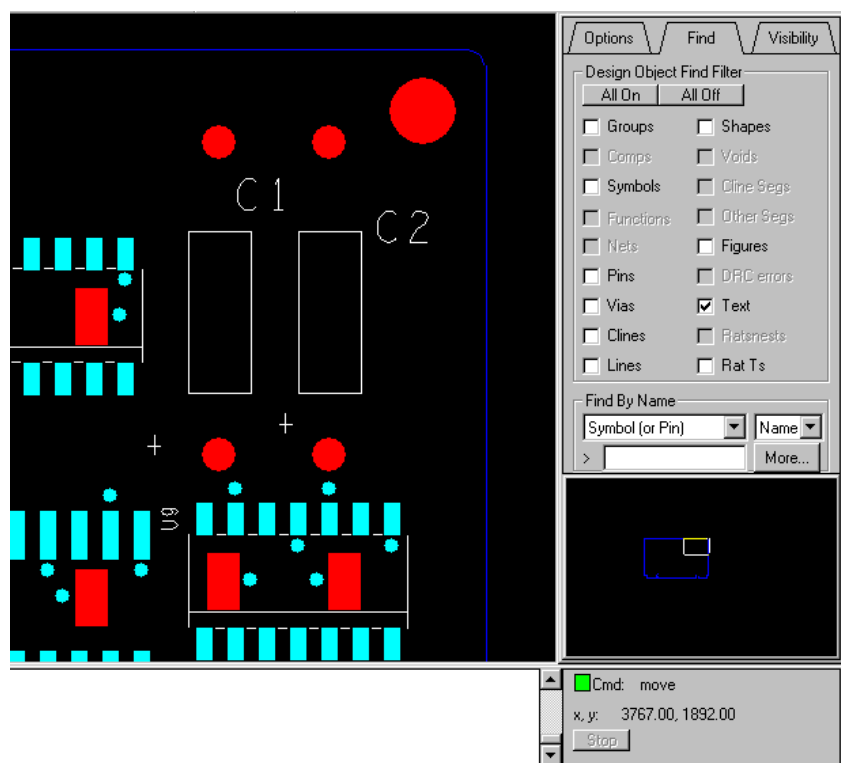 Options Find Visibility
Design Object Find Filter
All On All Off
Groups Shapes
Comps Voids
Symbols Cline Segs
Functions Other Segs
Nets Figures
Pins DRC errors
Vias Text
Clines Ratsnests
Lines Rat Ts
Find By Name
Symbol (or Pin) Name
> More...
C1
C2
U9
Cmd: move
x, y: 3767.00, 1892.00
Stop